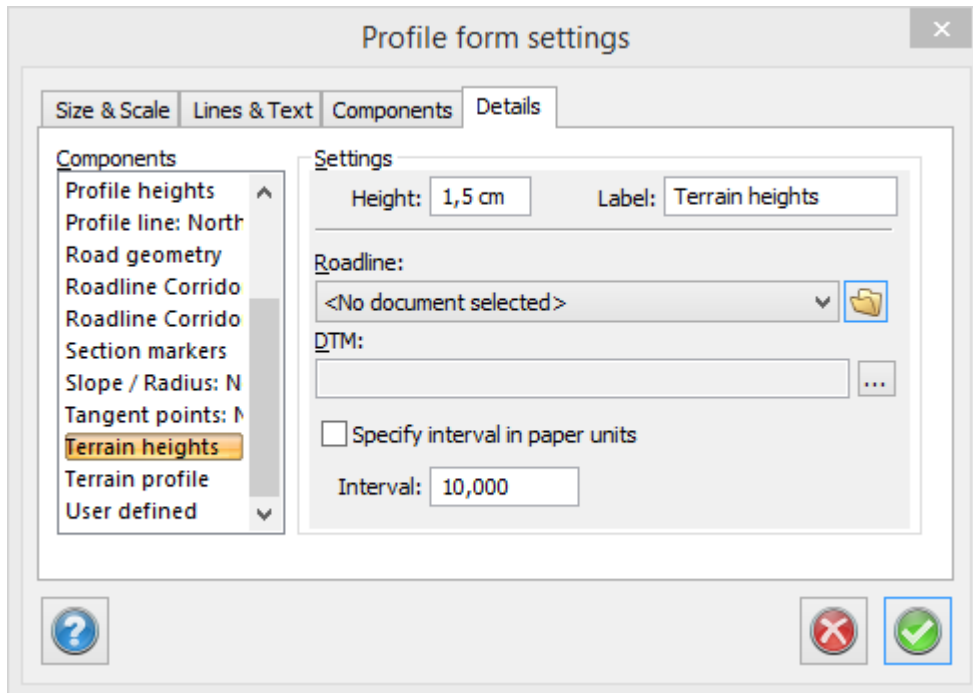 Profile form settings
Size & Scale Lines & Text Components Details
Components
Profile heights
Profile line: North
Road geometry
Roadline Corrido
Roadline Corrido
Section markers
Slope / Radius: N
Tangent points: N
Terrain heights
Terrain profile
User defined
Settings
Height: 1,5 cm Label: Terrain heights
Roadline:
<No document selected>
DTM:
...
Specify interval in paper units
Interval: 10,000